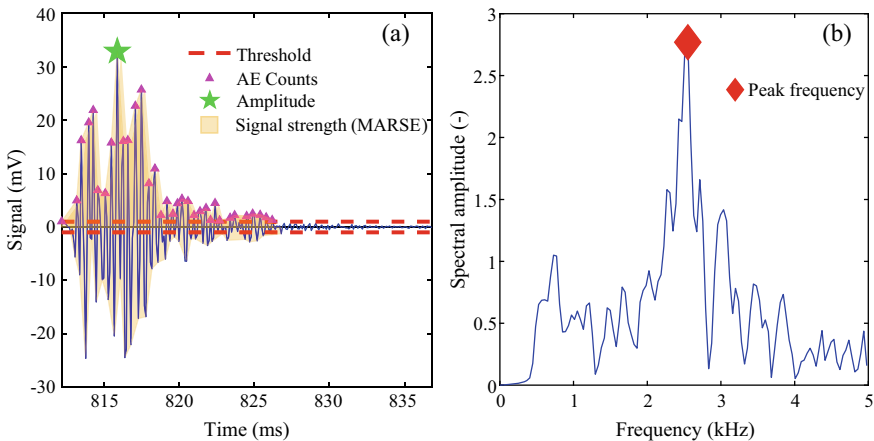 (a)
Threshold
AE Counts
Amplitude
Signal strength (MARSE)
40
30
20
10
0
-10
-20
-30
Signal (mV)
815
820
825
830
835
Time (ms)
(b)
Peak frequency
3
2.5
2
1.5
1
0.5
0
Spectral amplitude (-)
0
1
2
3
4
5
Frequency (kHz)